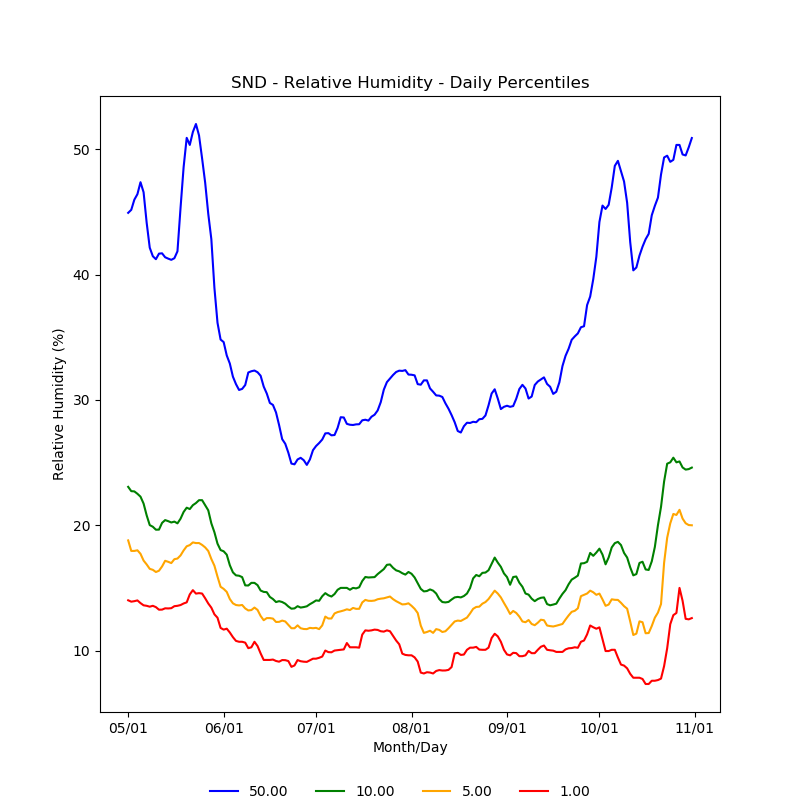 SND - Relative Humidity - Daily Percentiles
Relative Humidity (%)
50
40
30
20
10
05/01 06/01 07/01 08/01 09/01 10/01 11/01
Month/Day
50.00 10.00 5.00 1.00